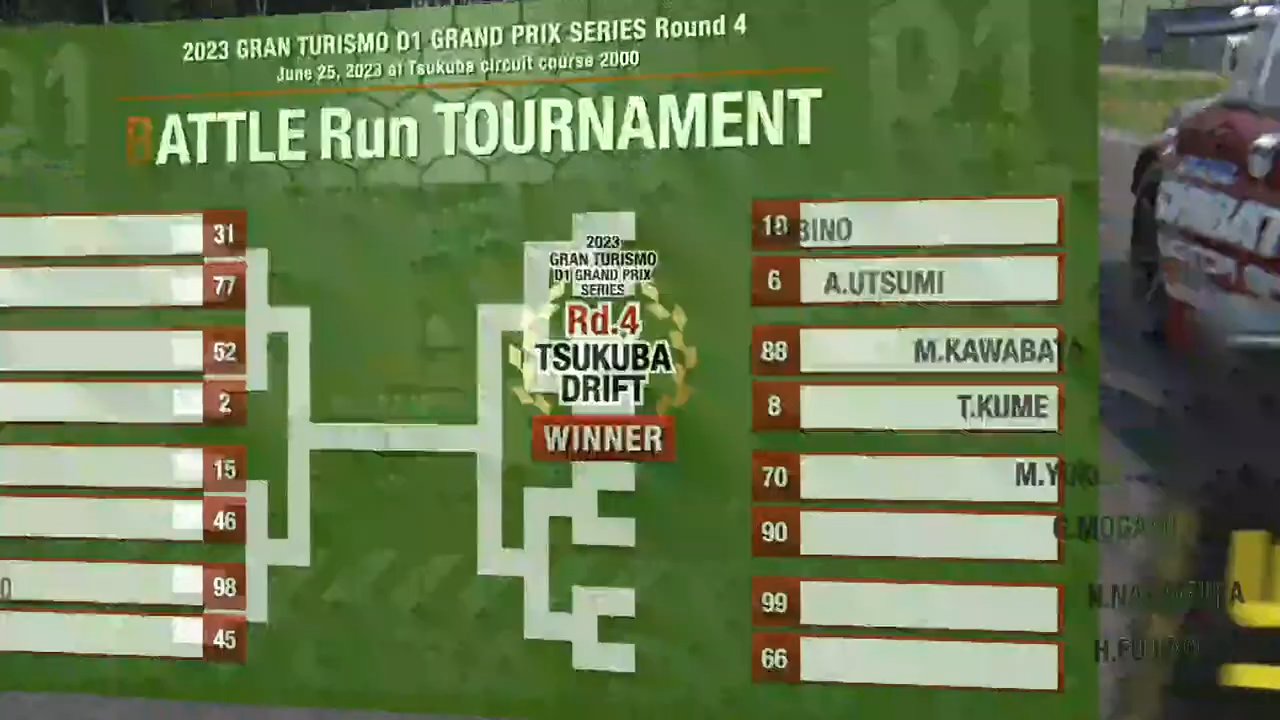 2023 GRAN TURISMO D1 GRAND PRIX SERIES Round 4
June 25, 2023 at Tsukuba circuit course 2000
BATTLE Run TOURNAMENT
31
77
52
2
15
46
98
45
2023
GRAN TURISMO
D1 GRAND PRIX
SERIES
Rd.4
TSUKUBA
DRIFT
WINNER
18
6 A.UTSUMI
88 M.KAWABATA
8 T.KUME
70
90
99
66
D1